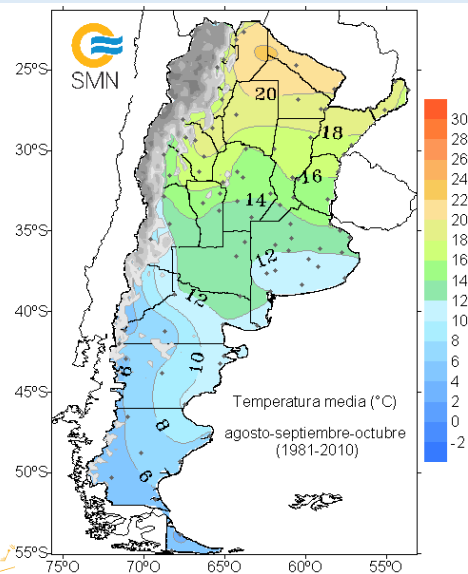 SMN
25°S
30°S
35°S
40°S
45°S
50°S
55°S
75°O
70°O
65°O
60°O
55°O
20
18
16
14
12
12
10
8
8
6
Temperatura media (°C)
agosto-septiembre-octubre
(1981-2010)
30
28
26
24
22
20
18
16
14
12
10
8
6
4
2
0
-2